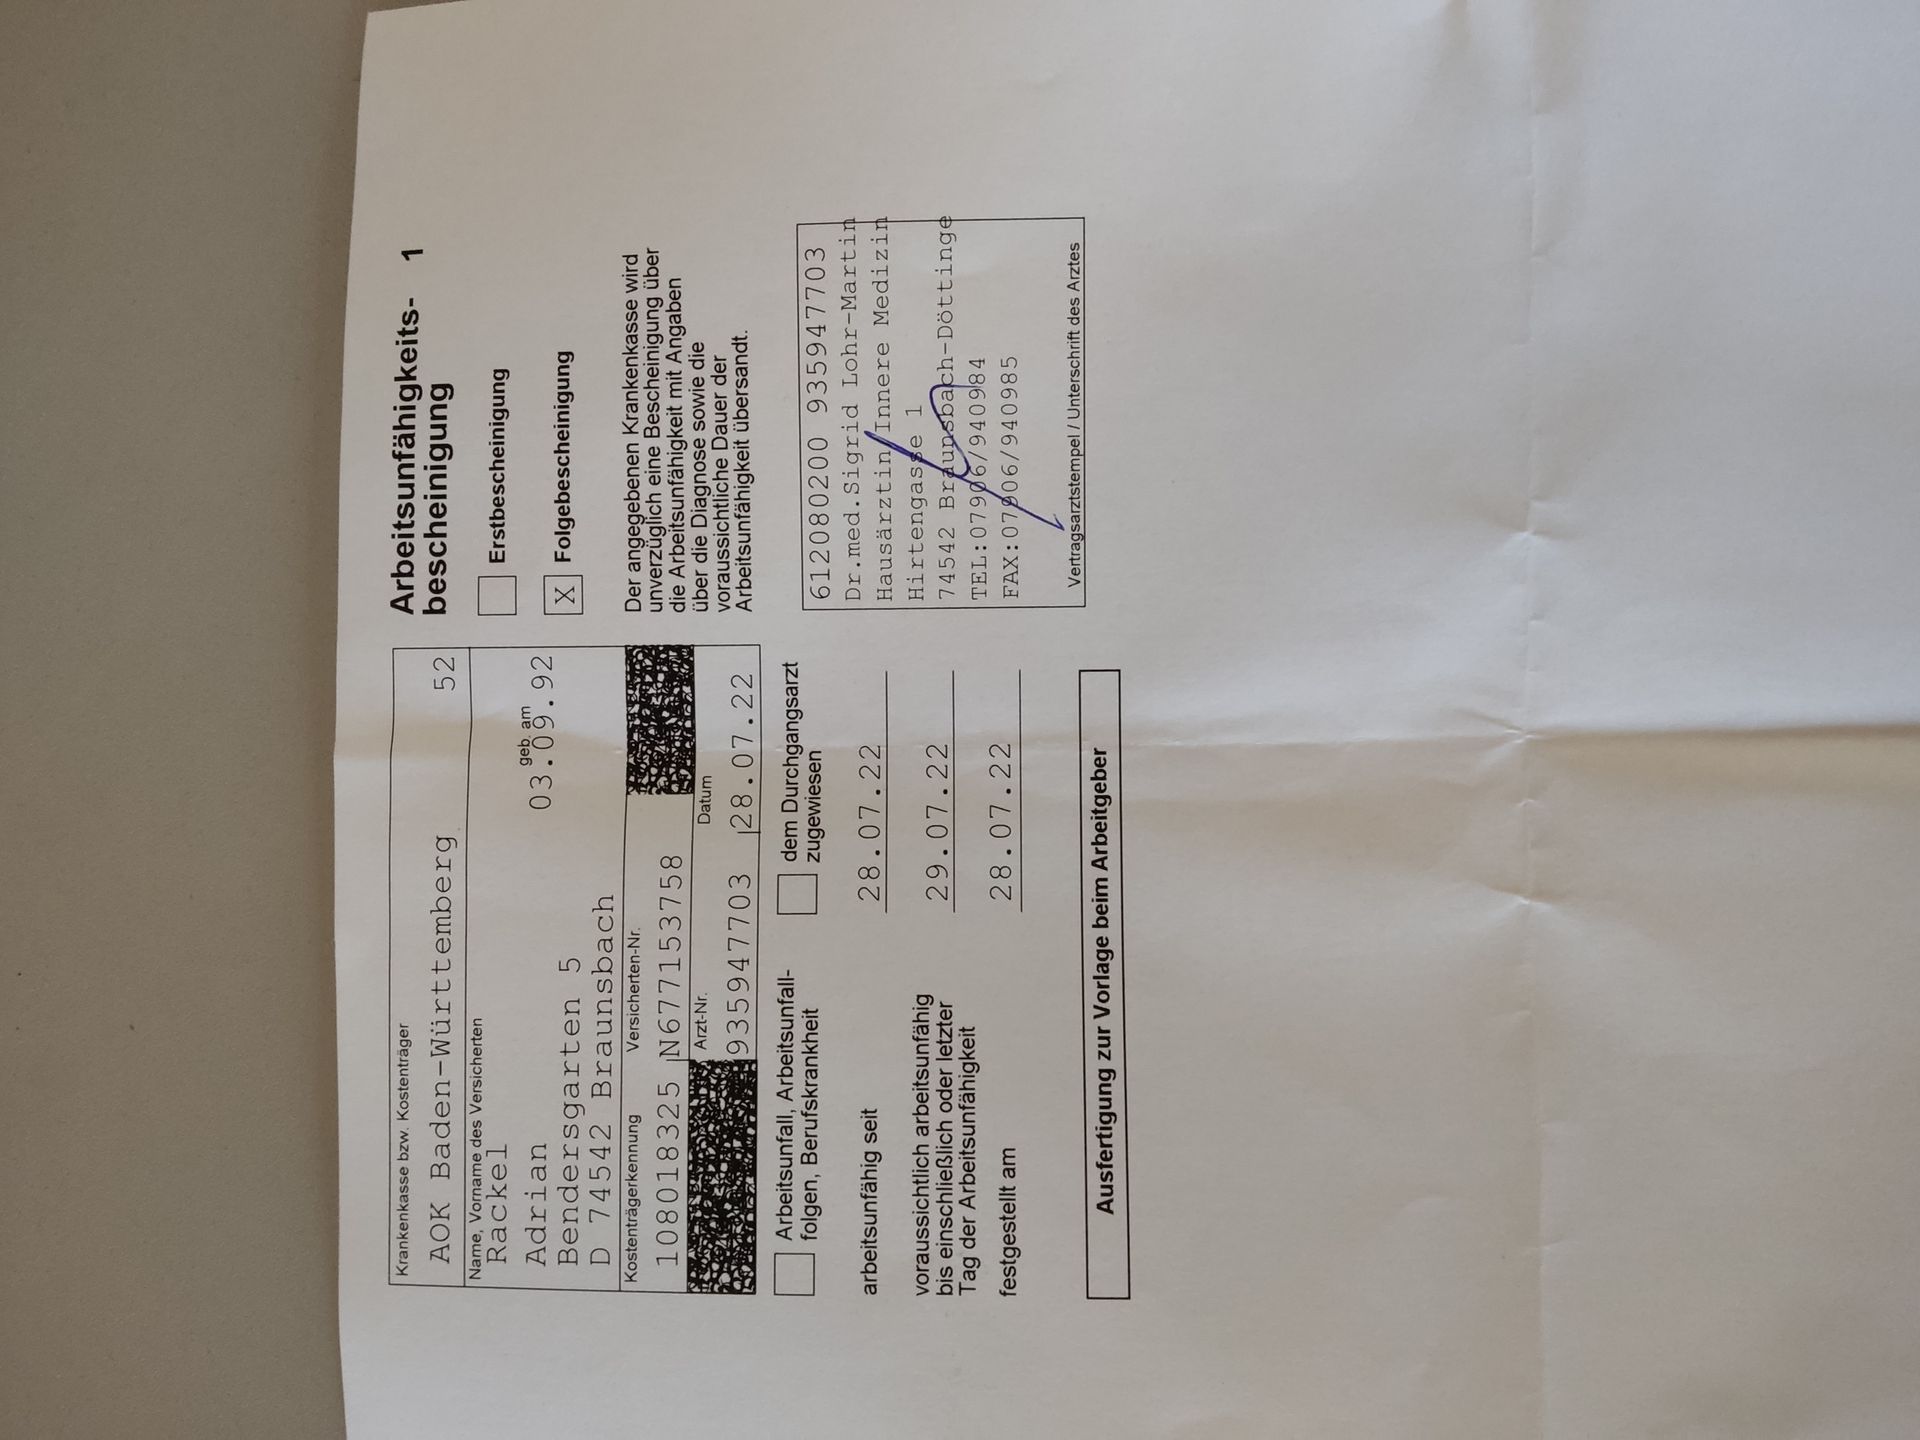 Krankenkasse bzw. Kostenträger
AOK Baden-Württemberg 52
Name, Vorname des Versicherten
Rackel
geb. am
Adrian 03.09.92
Bendersgarten 5
D 74542 Braunsbach
Kostenträgerkennung Versicherten-Nr.
108018325 N677153758
Arzt-Nr. Datum
935947703 28.07.22
Arbeitsunfähigkeits- 1
bescheinigung
Erstbescheinigung
X Folgebescheinigung
Der angegebenen Krankenkasse wird
unverzüglich eine Bescheinigung über
die Arbeitsunfähigkeit mit Angaben
über die Diagnose sowie die
voraussichtliche Dauer der
Arbeitsunfähigkeit übersandt.
Arbeitsunfall, Arbeitsunfall-
folgen, Berufskrankheit
dem Durchgangsarzt
zugewiesen
arbeitsunfähig seit 28.07.22
voraussichtlich arbeitsunfähig
bis einschließlich oder letzter 29.07.22
Tag der Arbeitsunfähigkeit
festgestellt am 28.07.22
612080200 935947703
Dr.med.Sigrid Lohr-Martin
Hausärztin/Innere Medizin
Hirtengasse 1
74542 Braunsbach-Döttinge
TEL:07906/940984
FAX:07906/940985
Vertragsarztstempel / Unterschrift des Arztes
Ausfertigung zur Vorlage beim Arbeitgeber